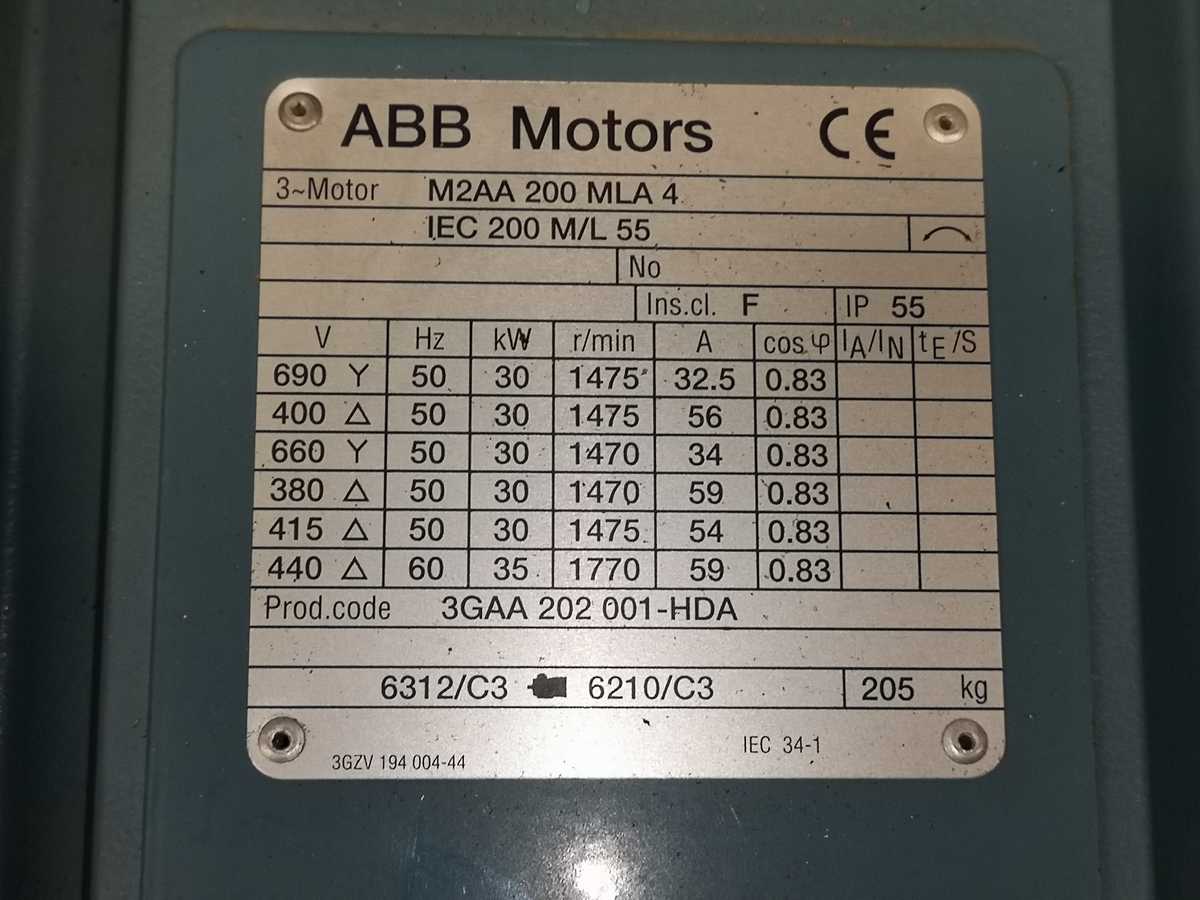 ABB Motors CE
3~Motor M2AA 200 MLA 4
IEC 200 M/L 55
No
Ins.cl. F IP 55
V Hz kW r/min A cos φ IA/IN tE/S
690 Y 50 30 1475 32.5 0.83
400 △ 50 30 1475 56 0.83
660 Y 50 30 1470 34 0.83
380 △ 50 30 1470 59 0.83
415 △ 50 30 1475 54 0.83
440 △ 60 35 1770 59 0.83
Prod.code 3GAA 202 001-HDA
6312/C3 6210/C3 205 kg
IEC 34-1
3GZV 194 004-44